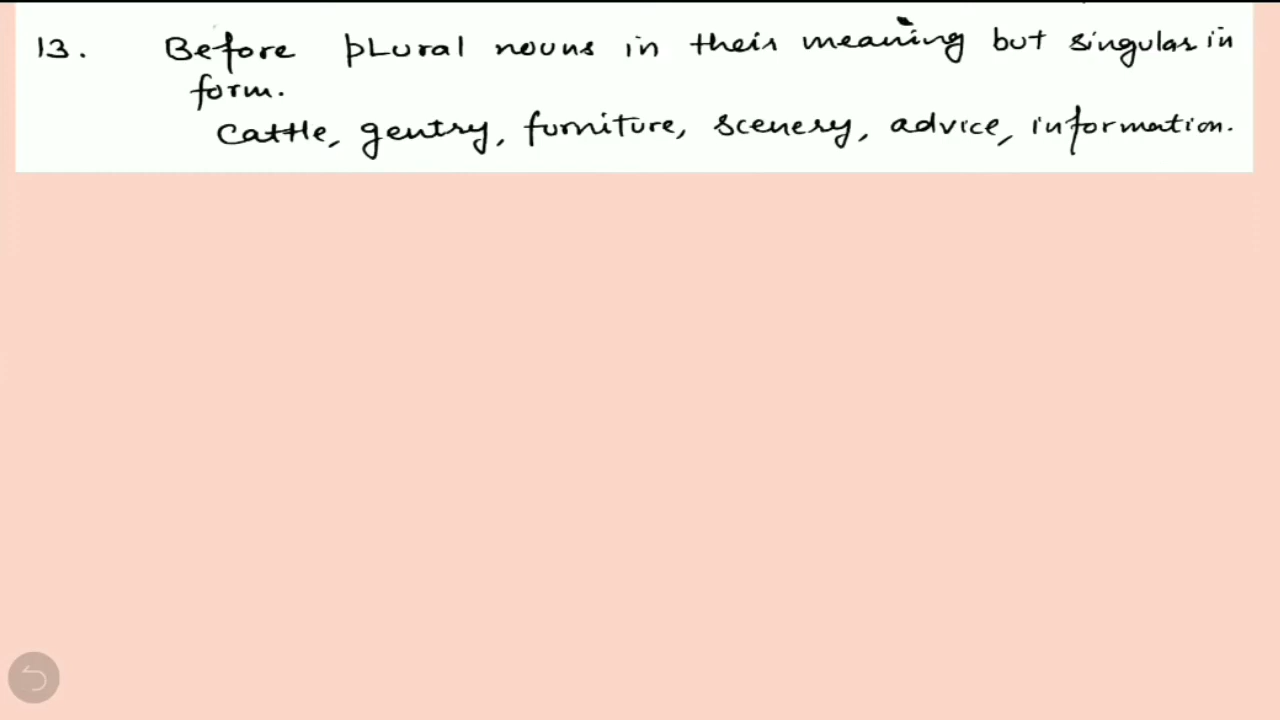 13. Before plural nouns in their meaning but singular in
form.
Cattle, gentry, furniture, scenery, advice, information.